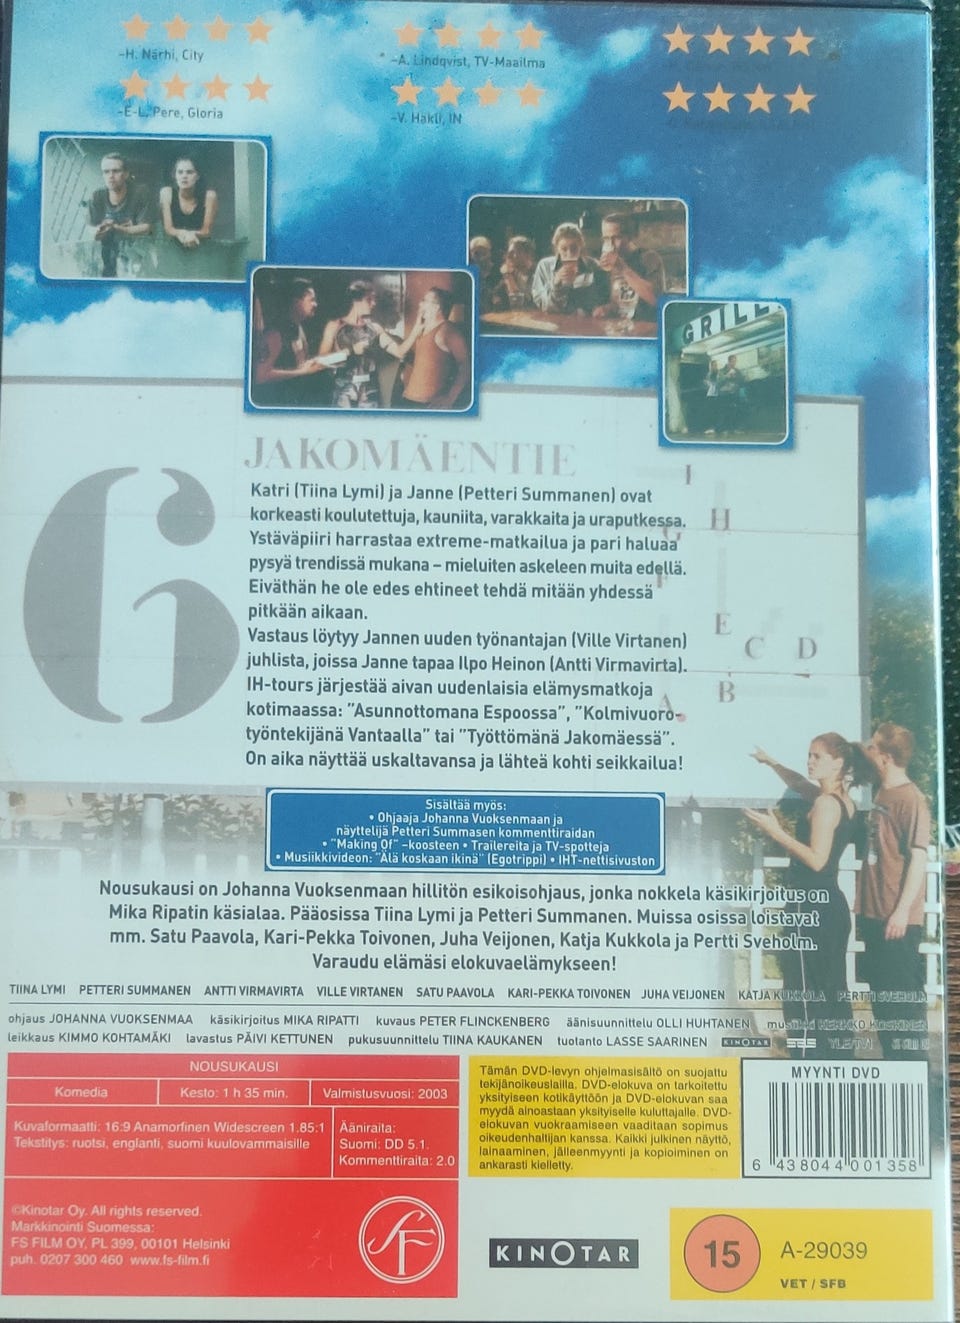 –H. Närhi, City
–A. Lindqvist, TV-Maailma
–E-L. Pere, Gloria
–V. Häkli, IN
GRILL
JAKOMÄENTIE
6
I
H
G
F
E
C D
B
A
Katri (Tiina Lymi) ja Janne (Petteri Summanen) ovat
korkeasti koulutettuja, kauniita, varakkaita ja uraputkessa.
Ystäväpiiri harrastaa extreme-matkailua ja pari haluaa
pysyä trendissä mukana – mieluiten askeleen muita edellä.
Eiväthän he ole edes ehtineet tehdä mitään yhdessä
pitkään aikaan.
Vastaus löytyy Jannen uuden työnantajan (Ville Virtanen)
juhlista, joissa Janne tapaa Ilpo Heinon (Antti Virmavirta).
IH-tours järjestää aivan uudenlaisia elämysmatkoja
kotimaassa: "Asunnottomana Espoossa", "Kolmivuoro-
työntekijänä Vantaalla" tai "Työttömänä Jakomäessä".
On aika näyttää uskaltavansa ja lähteä kohti seikkailua!
Sisältää myös:
• Ohjaaja Johanna Vuoksenmaan ja
näyttelijä Petteri Summasen kommenttiraidan
• "Making Of" –koosteen • Trailereita ja TV-spotteja
• Musiikkivideon: "Älä koskaan ikinä" (Egotrippi) • IHT-nettisivuston
Nousukausi on Johanna Vuoksenmaan hillitön esikoisohjaus, jonka nokkela käsikirjoitus on
Mika Ripatin käsialaa. Pääosissa Tiina Lymi ja Petteri Summanen. Muissa osissa loistavat
mm. Satu Paavola, Kari-Pekka Toivonen, Juha Veijonen, Katja Kukkola ja Pertti Sveholm.
Varaudu elämäsi elokuvaelämykseen!
TIINA LYMI PETTERI SUMMANEN ANTTI VIRMAVIRTA VILLE VIRTANEN SATU PAAVOLA KARI-PEKKA TOIVONEN JUHA VEIJONEN KATJA KUKKOLA PERTTI SVEHOLM
ohjaus JOHANNA VUOKSENMAA käsikirjoitus MIKA RIPATTI kuvaus PETER FLINCKENBERG äänisuunnittelu OLLI HUHTANEN musiikki
leikkaus KIMMO KOHTAMÄKI lavastus PÄIVI KETTUNEN pukusuunnittelu TIINA KAUKANEN tuotanto LASSE SAARINEN KINOTAR YLE/TV1
NOUSUKAUSI
Komedia Kesto: 1 h 35 min. Valmistusvuosi: 2003
Kuvaformaatti: 16:9 Anamorfinen Widescreen 1.85:1
Tekstitys: ruotsi, englanti, suomi kuulovammaisille
Ääniraita:
Suomi: DD 5.1.
Kommenttiraita: 2.0
©Kinotar Oy. All rights reserved.
Markkinointi Suomessa:
FS FILM OY, PL 399, 00101 Helsinki
puh. 0207 300 460 www.fs-film.fi
SF
Tämän DVD-levyn ohjelmasisältö on suojattu
tekijänoikeuslailla. DVD-elokuva on tarkoitettu
yksityiseen kotikäyttöön ja DVD-elokuvan saa
myydä ainoastaan yksityiselle kuluttajalle. DVD-
elokuvan vuokraamiseen vaaditaan sopimus
oikeudenhaltijan kanssa. Kaikki julkinen näyttö,
lainaaminen, jälleenmyynti ja kopioiminen on
ankarasti kielletty.
MYYNTI DVD
6 438044 001358
KINOTAR
15
A-29039
VET / SFB